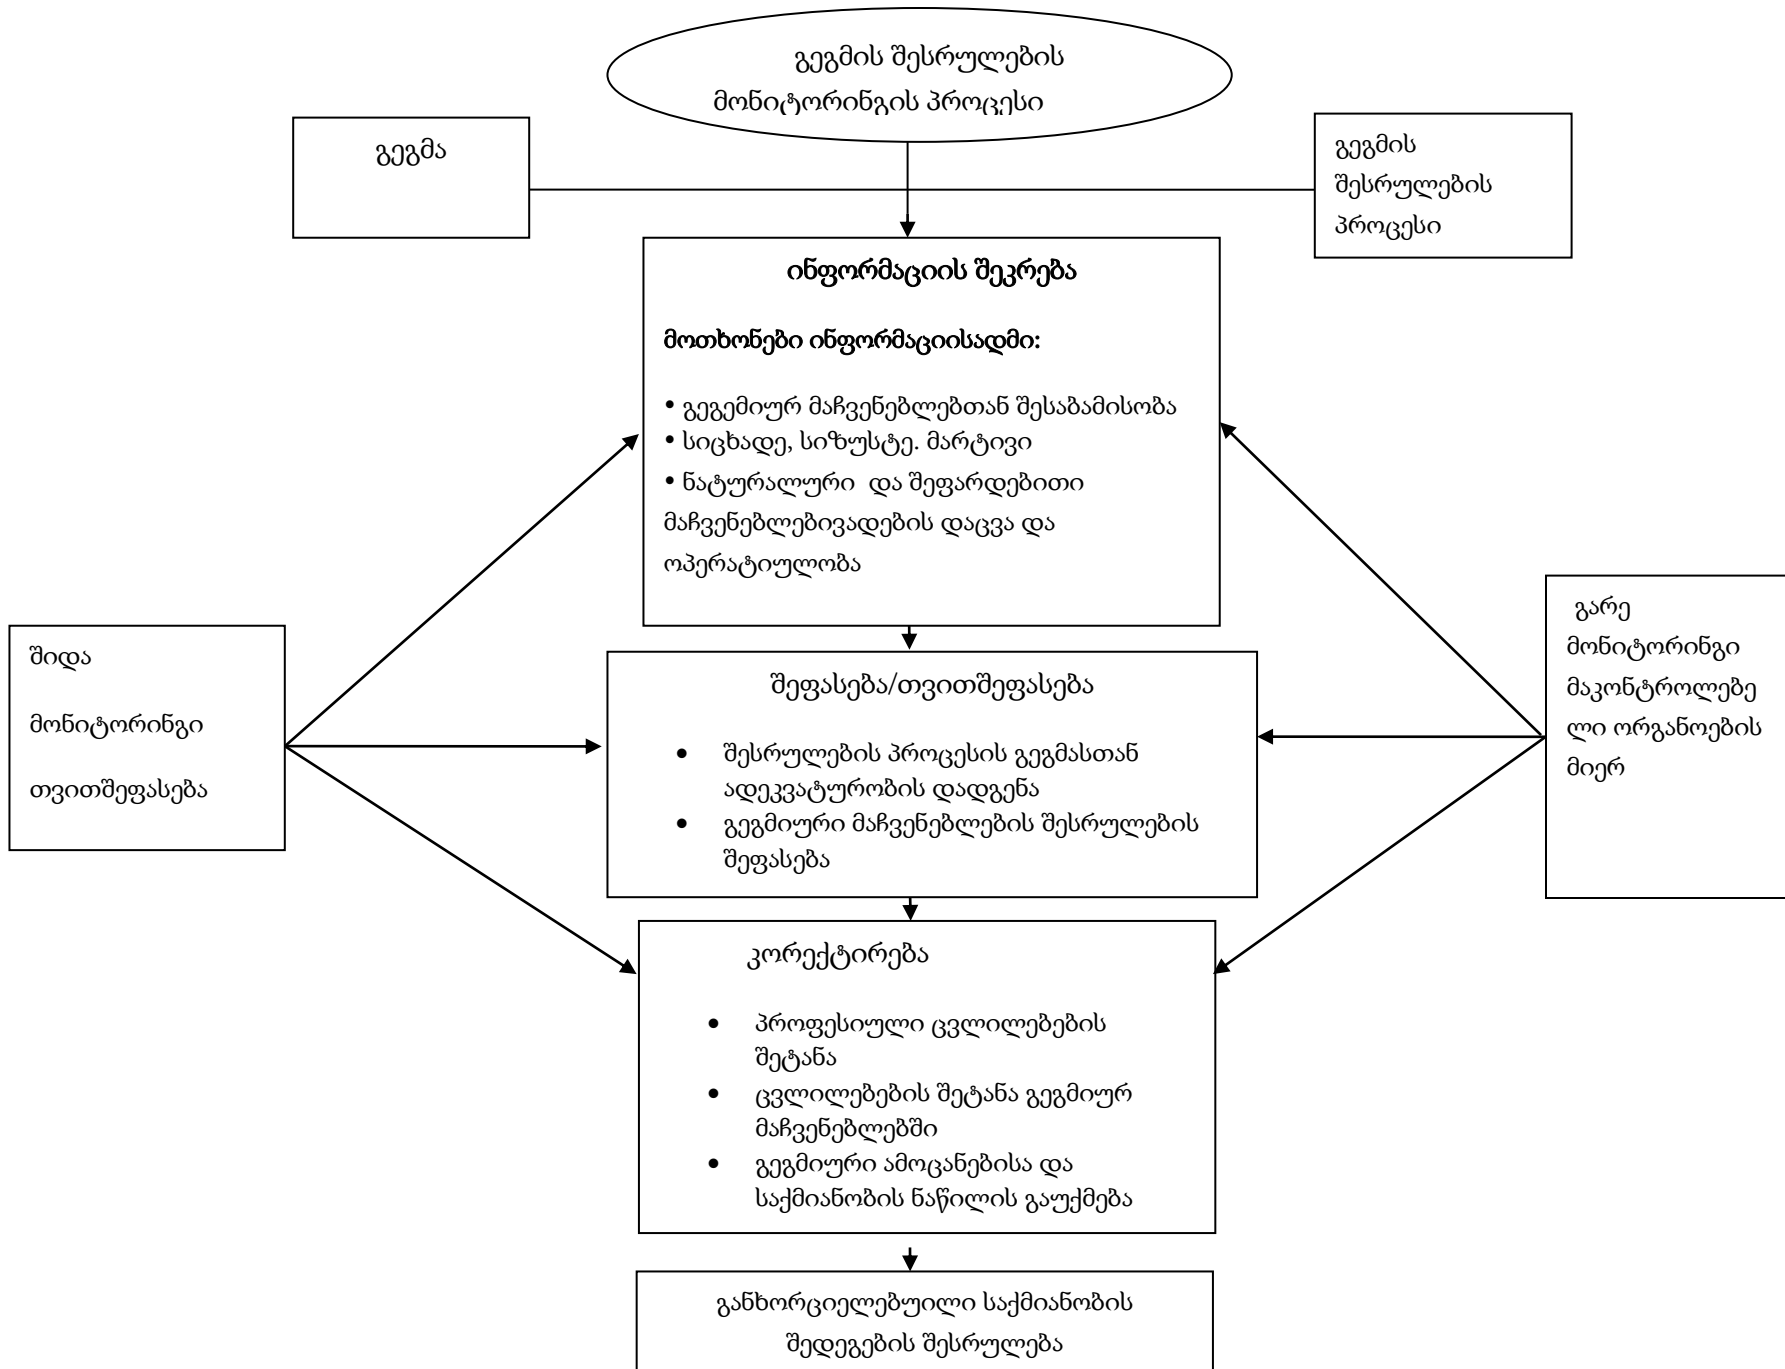 გეგმის შესრულების
მონიტორინგის პროცესი
გეგმა
გეგმის
შესრულების
პროცესი
ინფორმაციის შეკრება
მოთხონები ინფორმაციისადმი:
• გეგემიურ მაჩვენებლებთან შესაბამისობა
• სიცხადე, სიზუსტე. მარტივი
• ნატურალური და შეფარდებითი
მაჩვენებლებივადების დაცვა და
ოპერატიულობა
შიდა
მონიტორინგი
თვითშეფასება
გარე
მონიტორინგი
მაკონტროლებე
ლი ორგანოების
მიერ
შეფასება/თვითშეფასება
• შესრულების პროცესის გეგმასთან
ადეკვატურობის დადგენა
• გეგმიური მაჩვენებლების შესრულების
შეფასება
კორექტირება
• პროფესიული ცვლილებების
შეტანა
• ცვლილებების შეტანა გეგმიურ
მაჩვენებლებში
• გეგმიური ამოცანებისა და
საქმიანობის ნაწილის გაუქმება
განხორციელებუილი საქმიანობის
შედეგების შესრულება